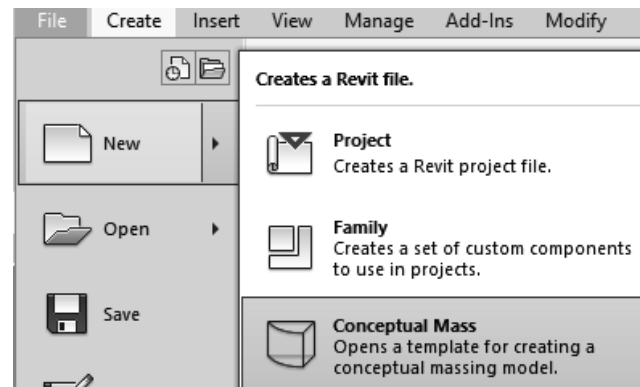 File Create Insert View Manage Add-Ins Modify
Creates a Revit file.
New
Project
Creates a Revit project file.
Open
Family
Creates a set of custom components
to use in projects.
Save
Conceptual Mass
Opens a template for creating a
conceptual massing model.